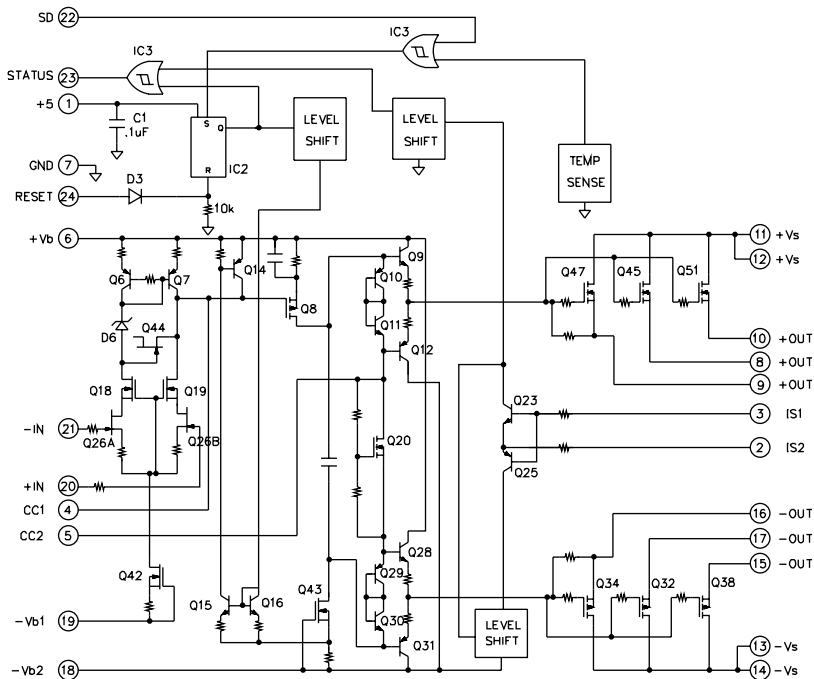 SD 22
IC3
IC3
STATUS 23
+5 1
C1
.1uF
S
Q
R
IC2
LEVEL
SHIFT
LEVEL
SHIFT
TEMP
SENSE
GND 7
RESET 24
D3
10k
+Vb 6
11 +Vs
12 +Vs
Q6
Q7
Q14
Q8
Q9
Q10
Q11
Q12
Q47
Q45
Q51
D6
Q44
10 +OUT
8 +OUT
9 +OUT
Q18
Q19
Q23
3 IS1
-IN 21
Q26A
Q26B
Q20
2 IS2
Q25
+IN 20
CC1 4
CC2 5
16 -OUT
17 -OUT
15 -OUT
Q42
Q28
Q29
Q30
Q31
Q43
Q15
Q16
Q34
Q32
Q38
-Vb1 19
LEVEL
SHIFT
13 -Vs
-Vb2 18
14 -Vs